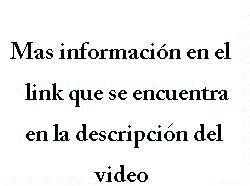 Mas información en el
link que se encuentra
en la descripción del
video